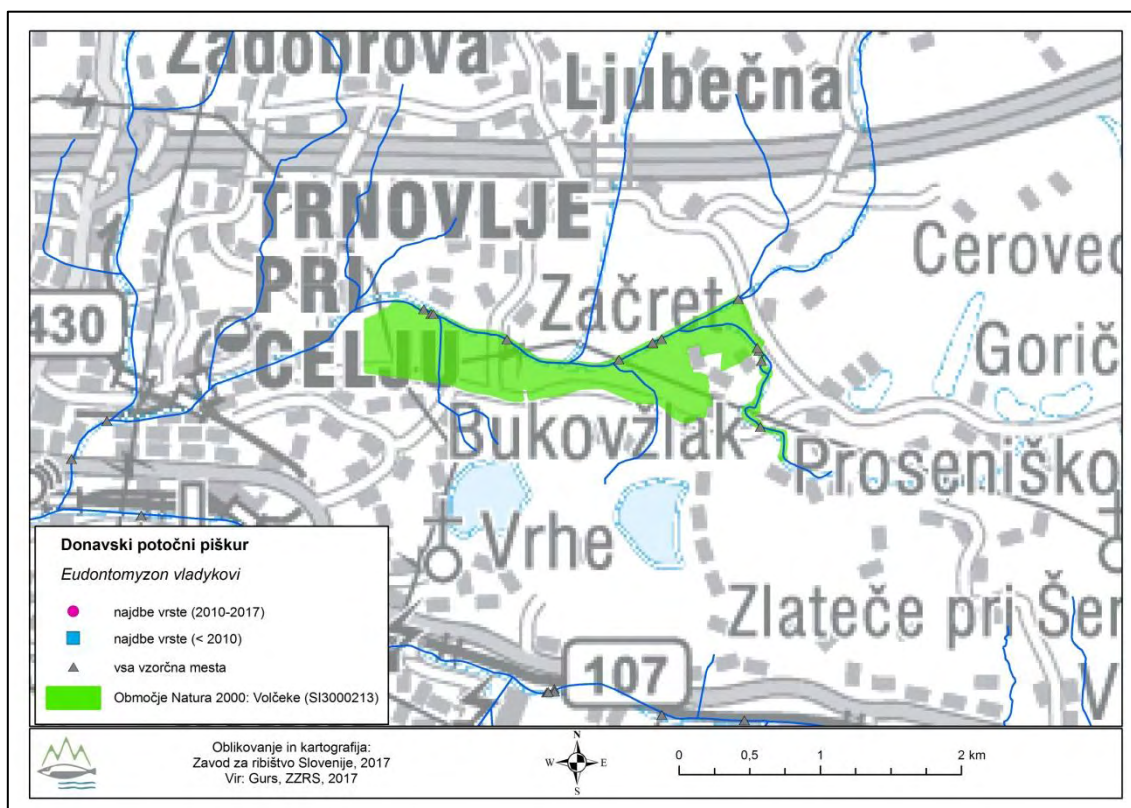 Zadobrova
Ljubečna
TRNOVLJE
PRI
CELJU
Začret
Cerovec
430
Gorič
Bukovžlak
Proseniško
Vrhe
Zlateče pri Šen
107
V
Donavski potočni piškur
Eudontomyzon vladykovi
najdbe vrste (2010-2017)
najdbe vrste (< 2010)
vsa vzorčna mesta
Območje Natura 2000: Volčeke (SI3000213)
Oblikovanje in kartografija:
Zavod za ribištvo Slovenije, 2017
Vir: Gurs, ZZRS, 2017
N
W E
S
0 0,5 1 2 km